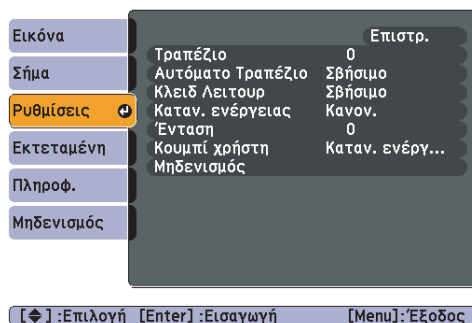 Εικόνα
Σήμα
Ρυθμίσεις
Εκτεταμένη
Πληροφ.
Μηδενισμός
Επιστρ.
Τραπέζιο 0
Αυτόματο Τραπέζιο Σβήσιμο
Κλειδ Λειτουρ Σβήσιμο
Καταν. ενέργειας Κανον.
Ένταση 0
Κουμπί χρήστη Καταν. ενέργ...
Μηδενισμός
[◆] :Επιλογή [Enter] :Εισαγωγή [Menu]:Έξοδος